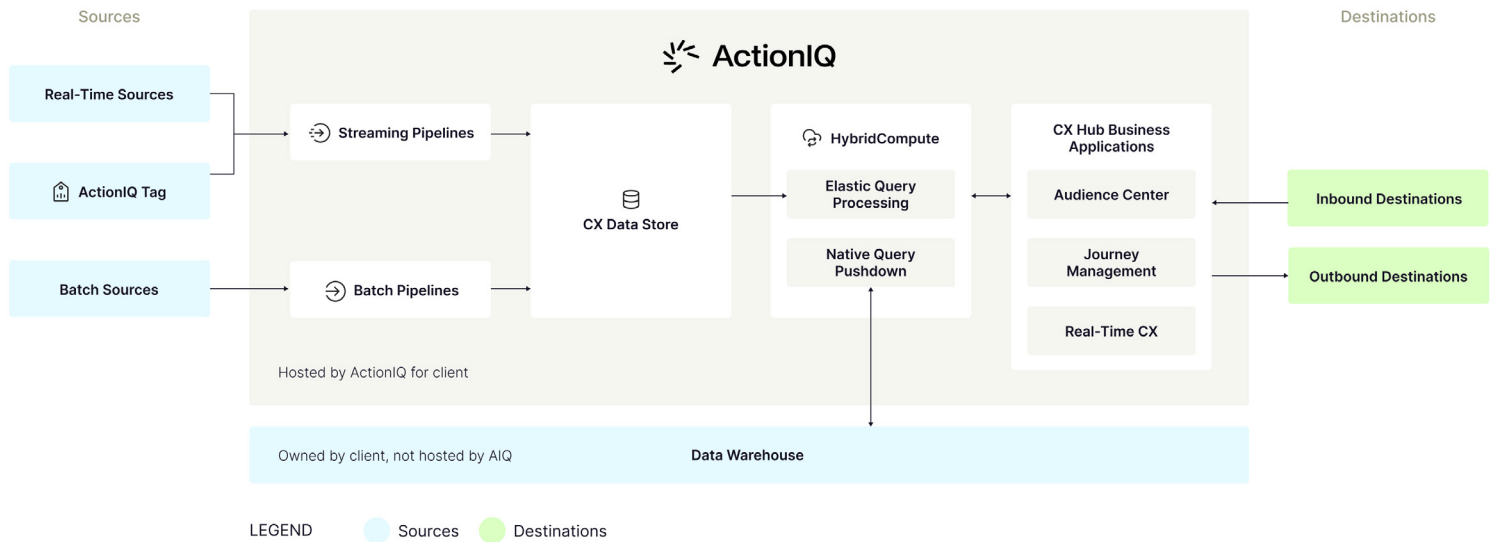 Sources
Destinations
ActionIQ
Real-Time Sources
ActionIQ Tag
Batch Sources
Streaming Pipelines
Batch Pipelines
CX Data Store
HybridCompute
Elastic Query
Processing
Native Query
Pushdown
CX Hub Business
Applications
Audience Center
Journey
Management
Real-Time CX
Inbound Destinations
Outbound Destinations
Hosted by ActionIQ for client
Owned by client, not hosted by AIQ
Data Warehouse
LEGEND
Sources
Destinations